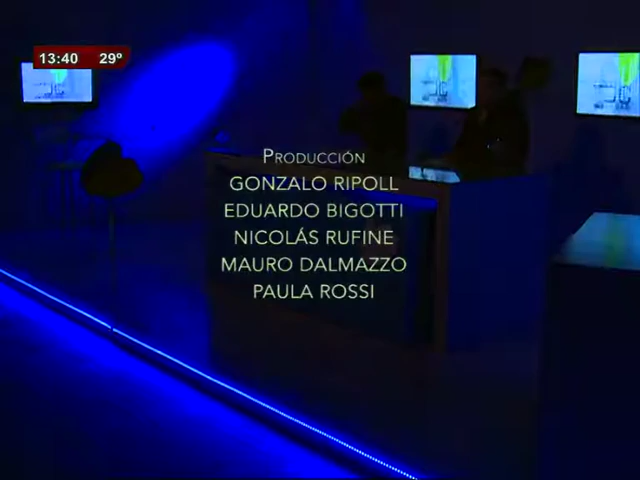 13:40 29º
Producción
GONZALO RIPOLL
EDUARDO BIGOTTI
NICOLÁS RUFINE
MAURO DALMAZZO
PAULA ROSSI